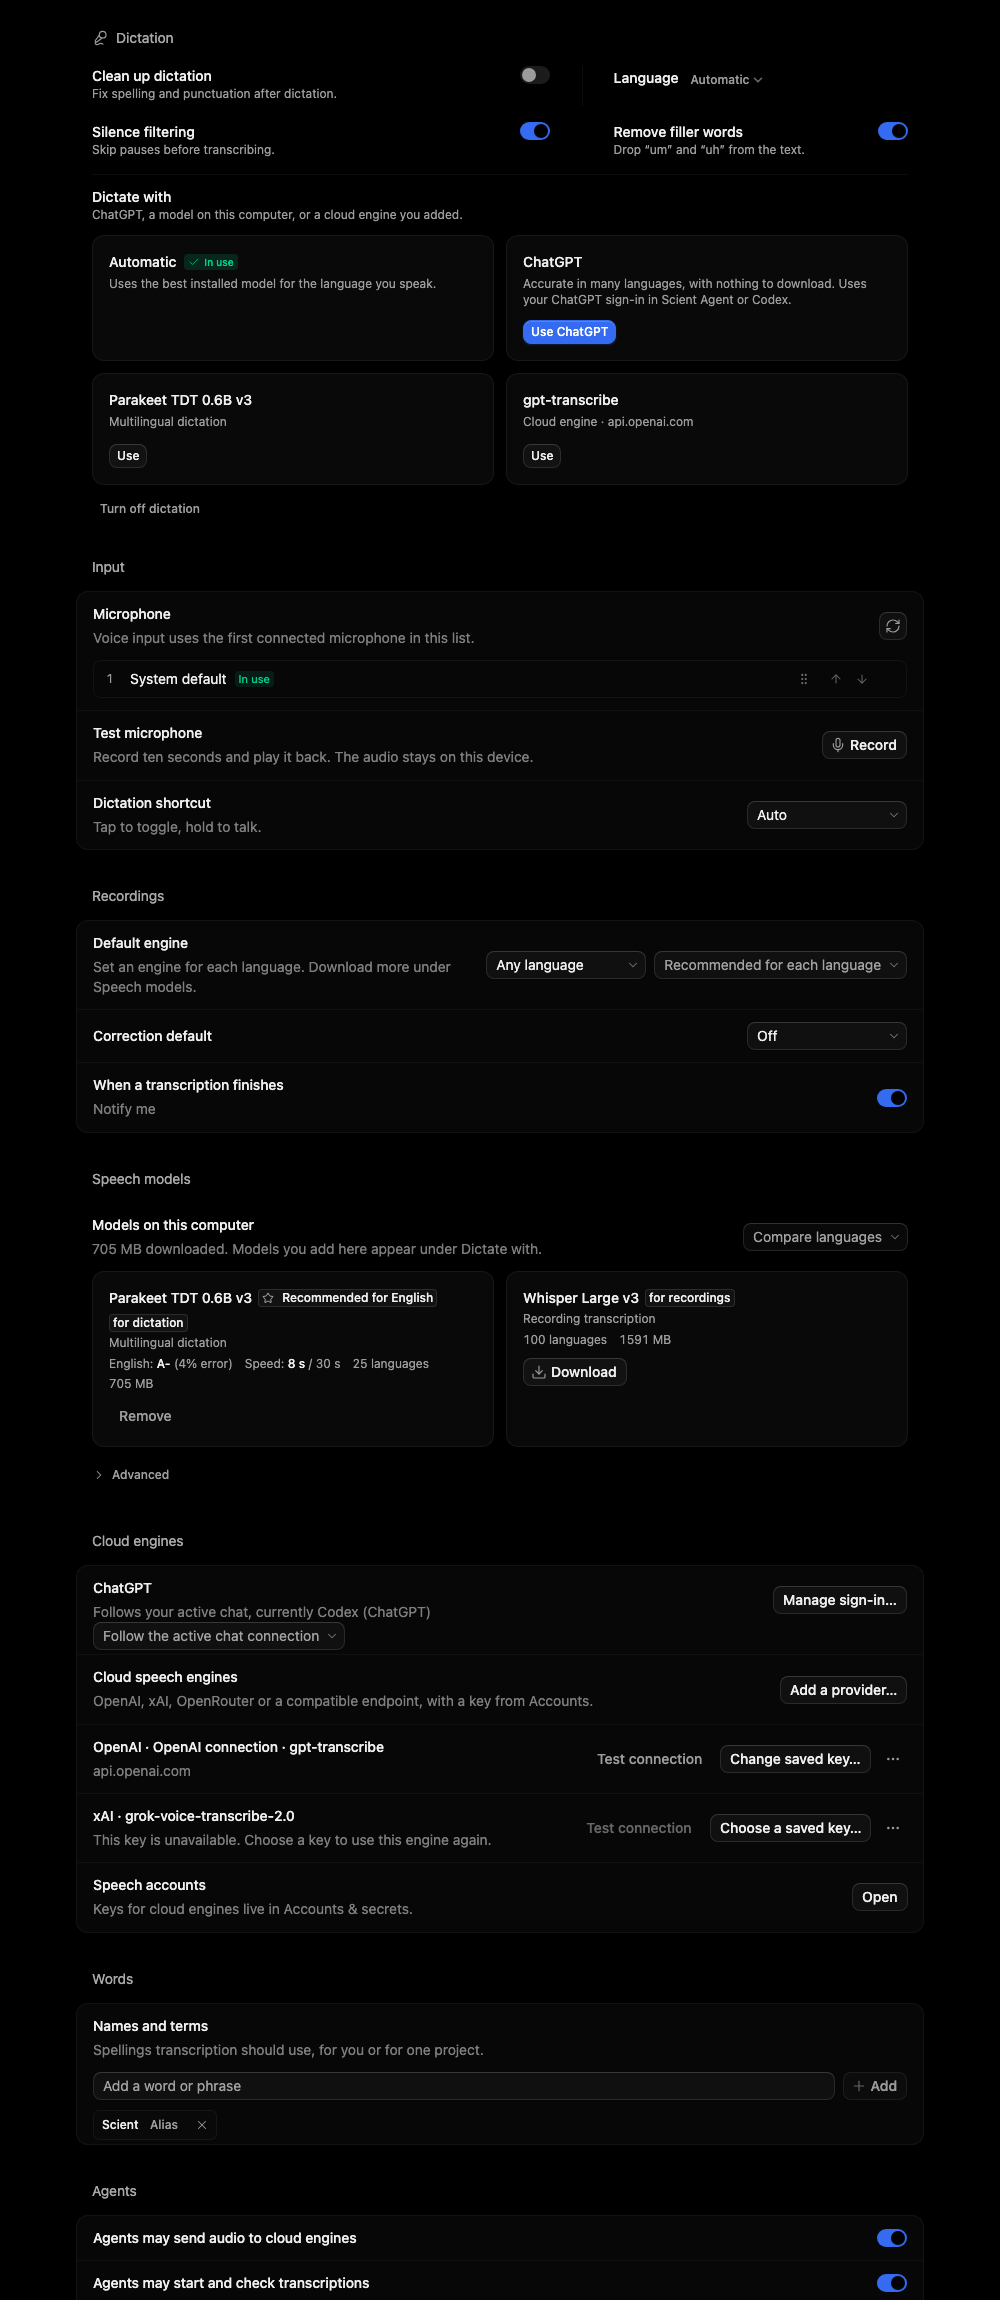 Dictation
Clean up dictation
Fix spelling and punctuation after dictation.
Language Automatic
Silence filtering
Skip pauses before transcribing.
Remove filler words
Drop “um” and “uh” from the text.
Dictate with
ChatGPT, a model on this computer, or a cloud engine you added.
Automatic In use
Uses the best installed model for the language you speak.
ChatGPT
Accurate in many languages, with nothing to download. Uses
your ChatGPT sign-in in Scient Agent or Codex.
Use ChatGPT
Parakeet TDT 0.6B v3
Multilingual dictation
Use
gpt-transcribe
Cloud engine · api.openai.com
Use
Turn off dictation
Input
Microphone
Voice input uses the first connected microphone in this list.
1 System default In use
Test microphone
Record ten seconds and play it back. The audio stays on this device.
Record
Dictation shortcut
Tap to toggle, hold to talk.
Auto
Recordings
Default engine
Set an engine for each language. Download more under
Speech models.
Any language
Recommended for each language
Correction default
Off
When a transcription finishes
Notify me
Speech models
Models on this computer
705 MB downloaded. Models you add here appear under Dictate with.
Compare languages
Parakeet TDT 0.6B v3 Recommended for English
for dictation
Multilingual dictation
English: A- (4% error) Speed: 8 s / 30 s 25 languages
705 MB
Remove
Whisper Large v3 for recordings
Recording transcription
100 languages 1591 MB
Download
Advanced
Cloud engines
ChatGPT
Follows your active chat, currently Codex (ChatGPT)
Follow the active chat connection
Manage sign-in...
Cloud speech engines
OpenAI, xAI, OpenRouter or a compatible endpoint, with a key from Accounts.
Add a provider...
OpenAI · OpenAI connection · gpt-transcribe
api.openai.com
Test connection
Change saved key...
xAI · grok-voice-transcribe-2.0
This key is unavailable. Choose a key to use this engine again.
Test connection
Choose a saved key...
Speech accounts
Keys for cloud engines live in Accounts & secrets.
Open
Words
Names and terms
Spellings transcription should use, for you or for one project.
Add a word or phrase
Add
Scient Alias
Agents
Agents may send audio to cloud engines
Agents may start and check transcriptions